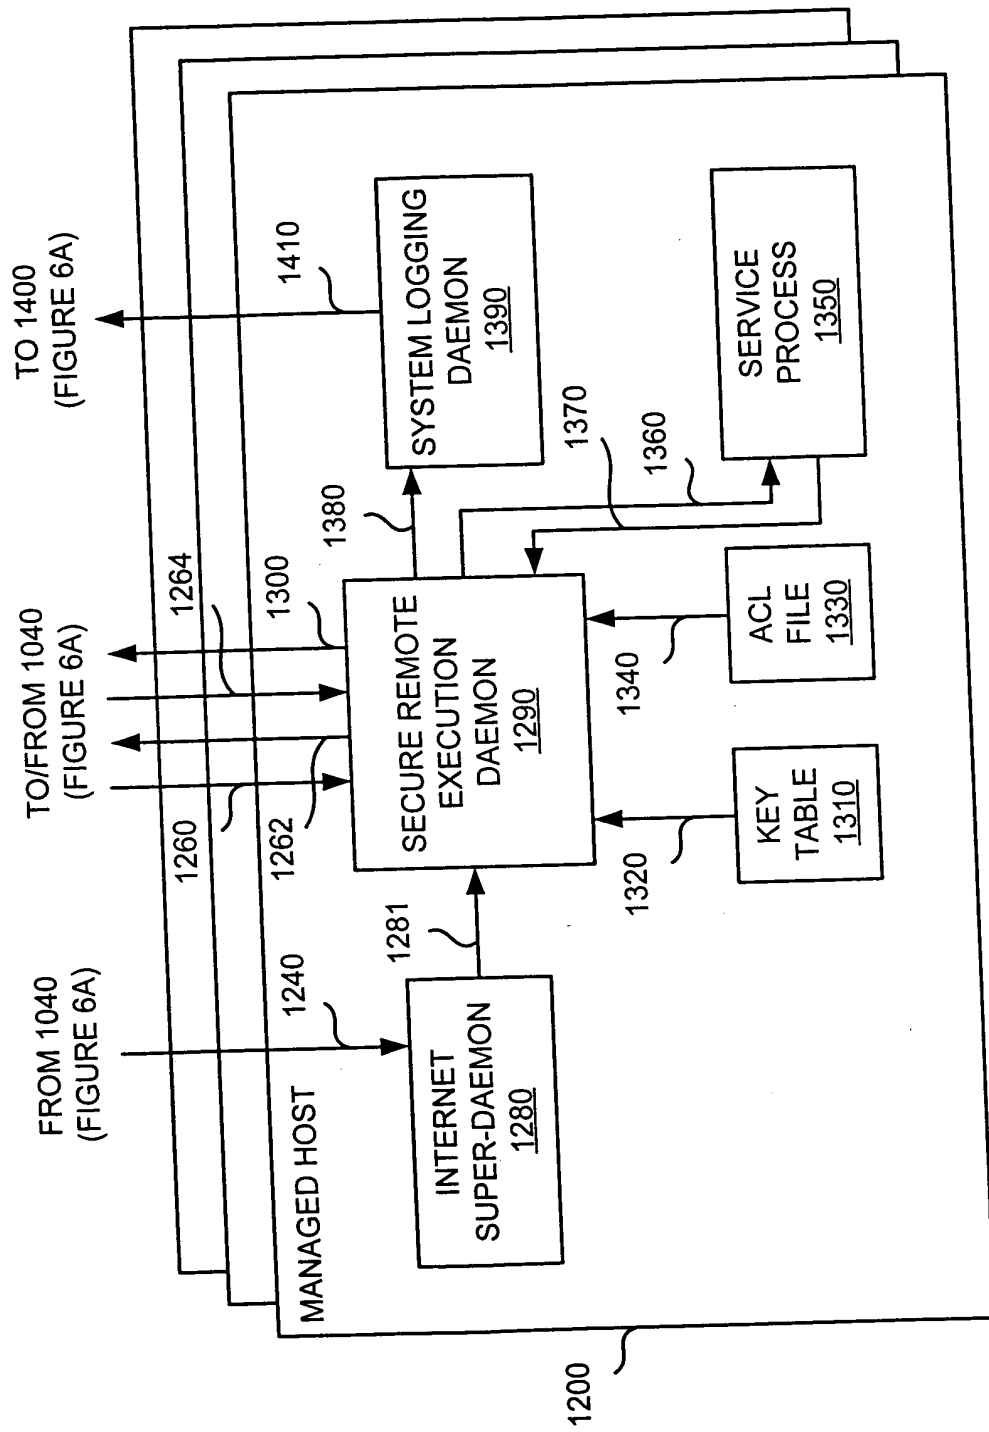 FROM 1040
(FIGURE 6A)
TO/FROM 1040
(FIGURE 6A)
TO 1400
(FIGURE 6A)
1240
1260
1262
1264
1300
1410
MANAGED HOST
INTERNET
SUPER-DAEMON
1280
1281
SECURE REMOTE
EXECUTION
DAEMON
1290
1380
SYSTEM LOGGING
DAEMON
1390
1370
1360
1320
1340
KEY
TABLE
1310
ACL
FILE
1330
SERVICE
PROCESS
1350
1200